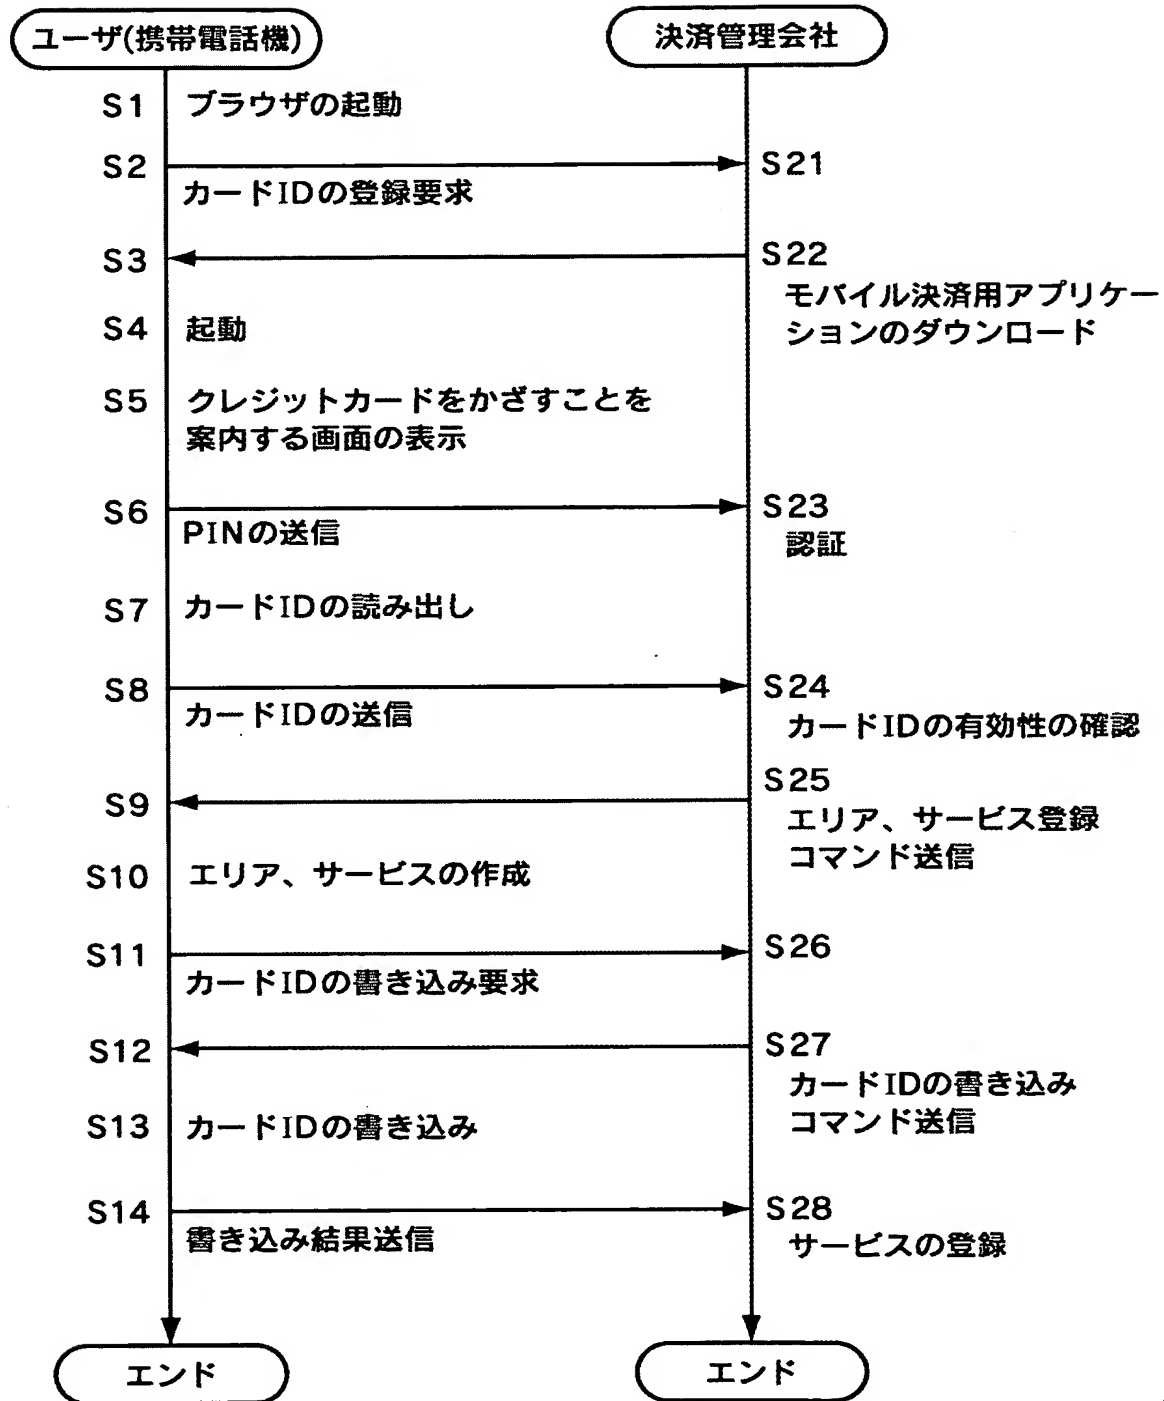 ユーザ(携帯電話機)
決済管理会社
S1 ブラウザの起動
S2
S21
カードIDの登録要求
S3
S22
モバイル決済用アプリケー
ションのダウンロード
S4 起動
S5 クレジットカードをかざすことを
案内する画面の表示
S6
PINの送信
S23
認証
S7 カードIDの読み出し
S8
カードIDの送信
S24
カードIDの有効性の確認
S9
S25
エリア、サービス登録
コマンド送信
S10 エリア、サービスの作成
S11
カードIDの書き込み要求
S26
S12
S27
カードIDの書き込み
コマンド送信
S13 カードIDの書き込み
S14
書き込み結果送信
S28
サービスの登録
エンド
エンド